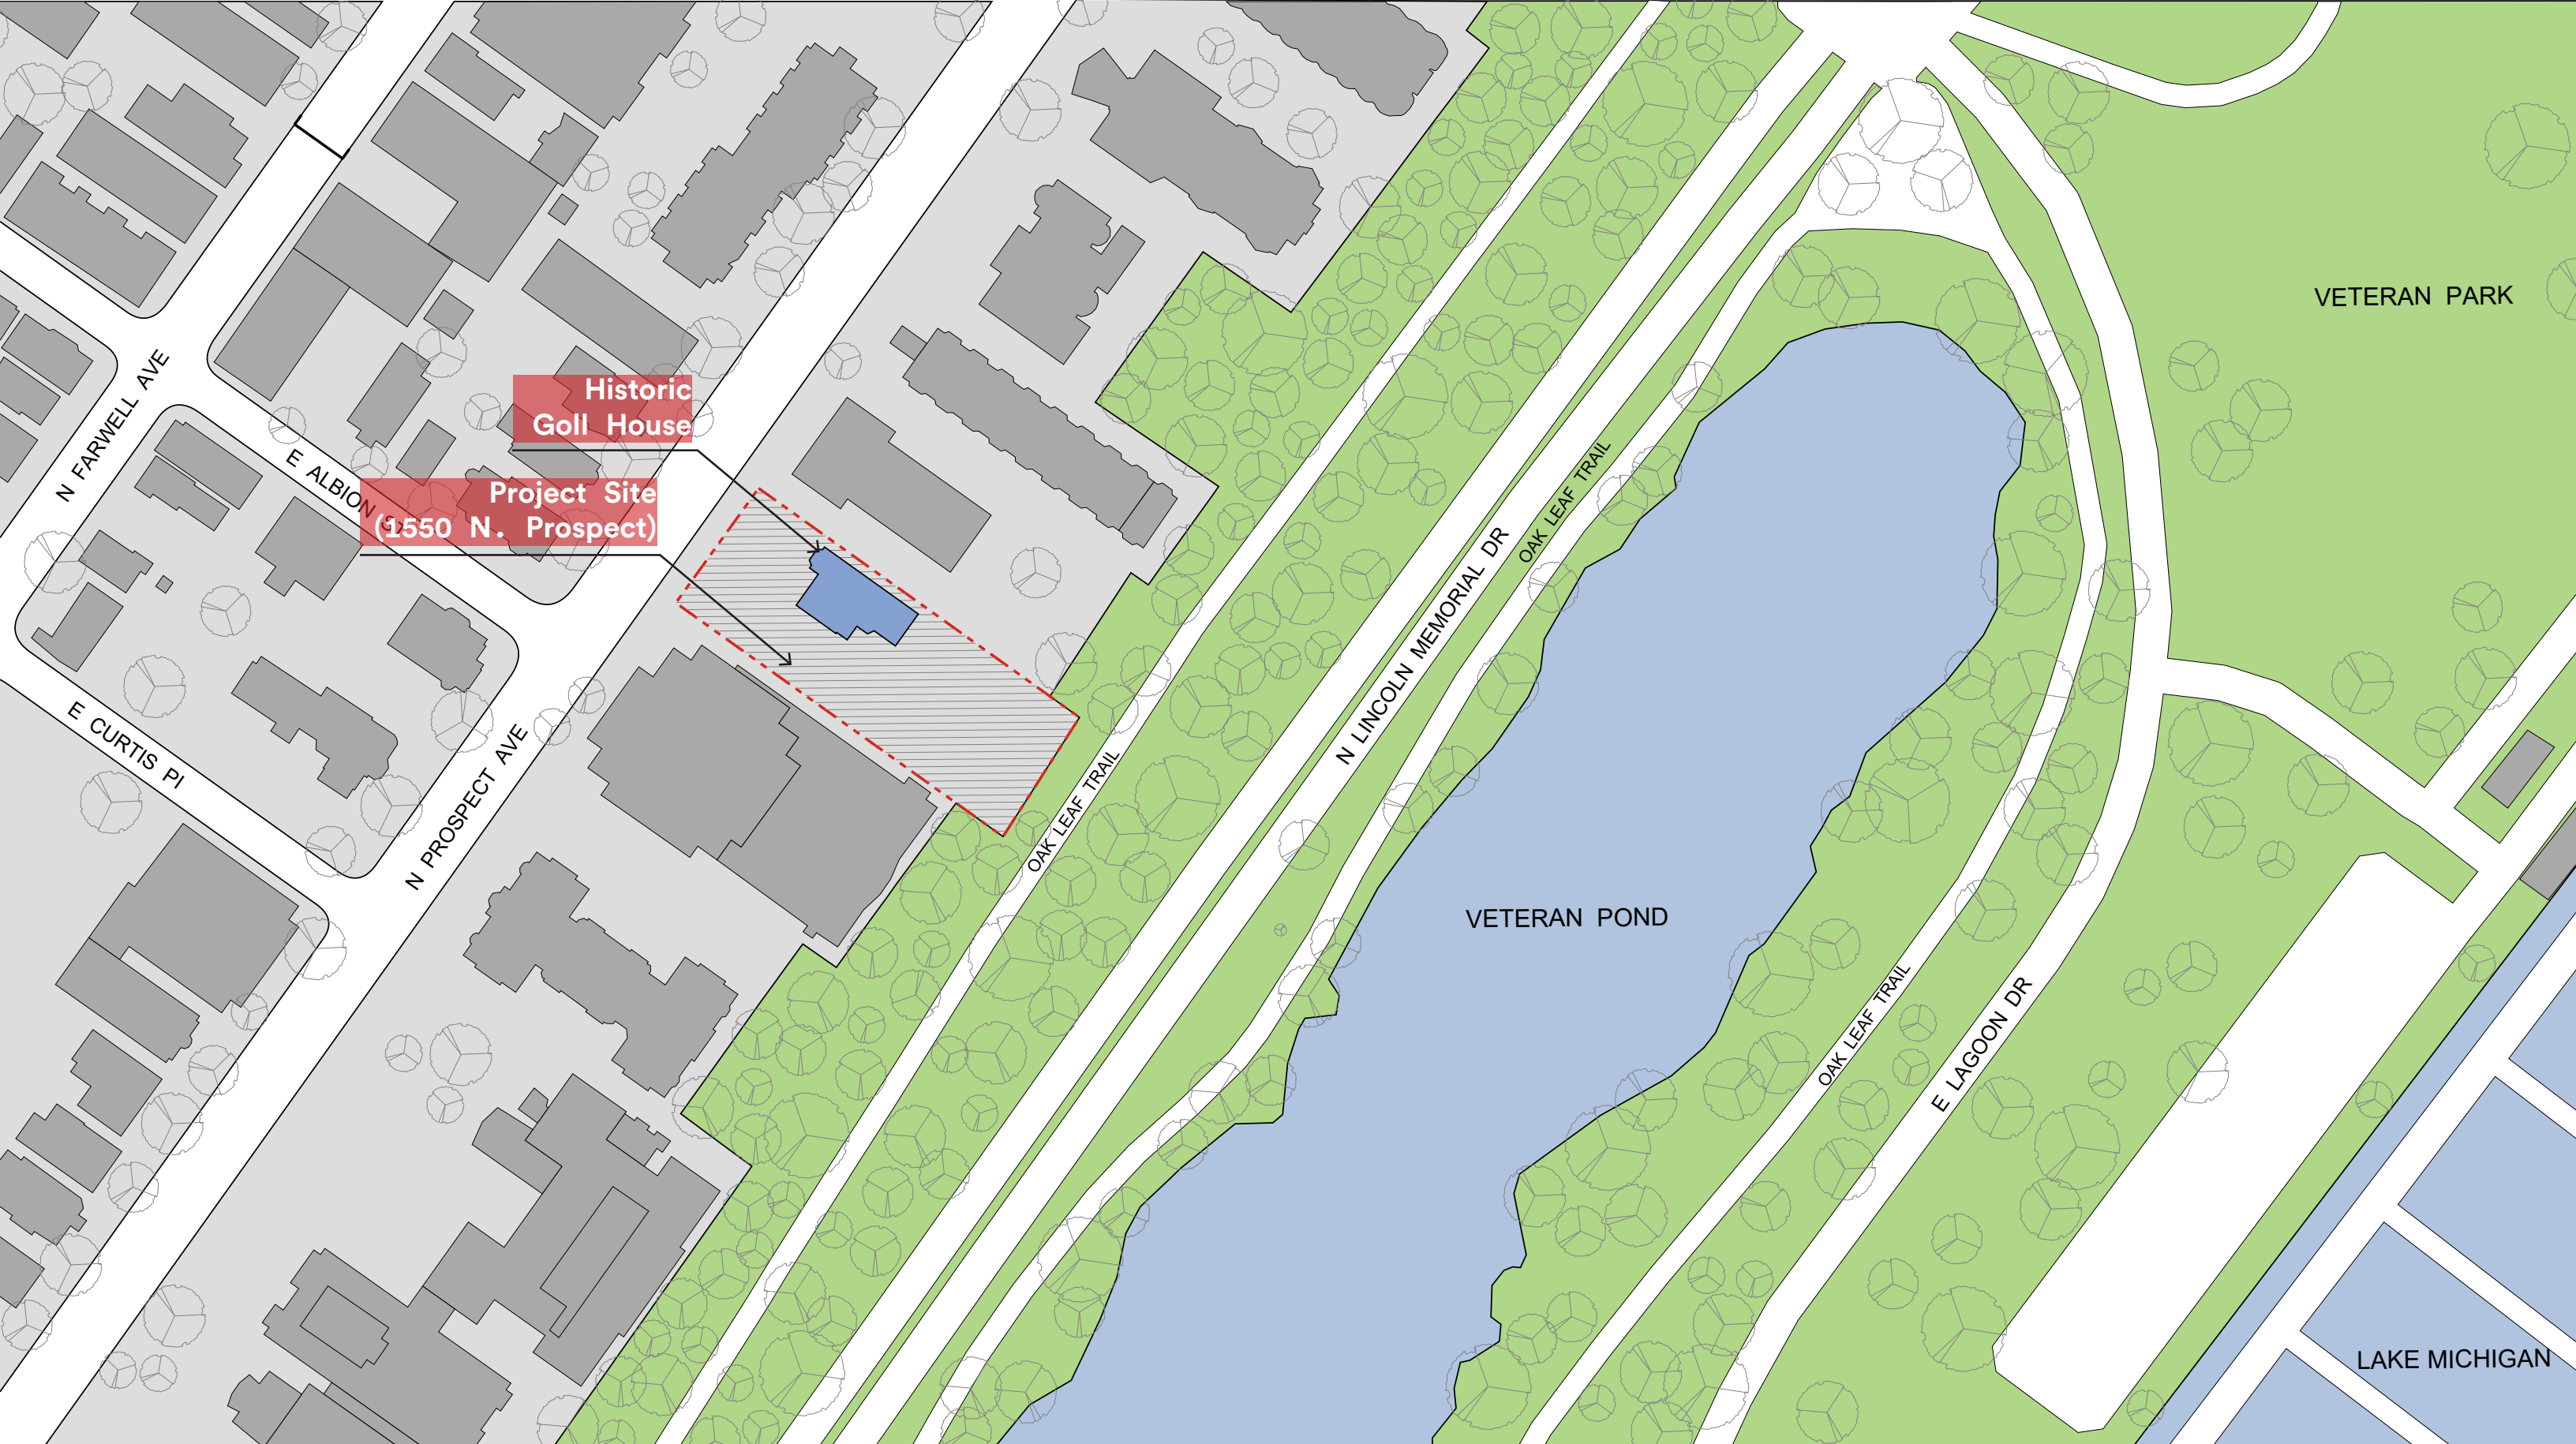 VETERAN PARK
Historic
Goll House
N FARWELL AVE
E ALBION S
Project Site
(1550 N. Prospect)
OAK LEAF TRAIL
N LINCOLN MEMORIAL DR
E CURTIS Pl
N PROSPECT AVE
OAK LEAF TRAIL
VETERAN POND
OAK LEAF TRAIL
E LAGOON DR
LAKE MICHIGAN